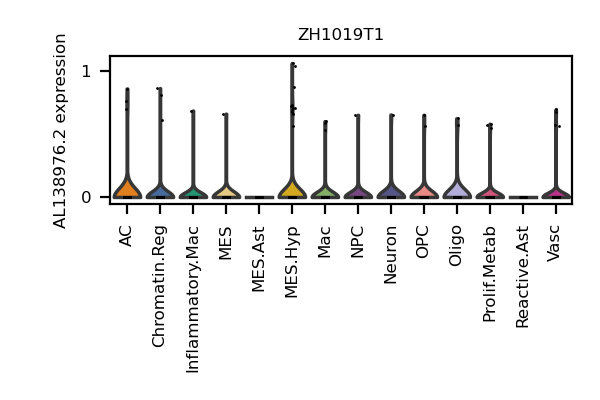 ZH1019T1
AL138976.2 expression
1
0
AC
Chromatin.Reg
Inflammatory.Mac
MES
MES.Ast
MES.Hyp
Mac
NPC
Neuron
OPC
Oligo
Prolif.Metab
Reactive.Ast
Vasc